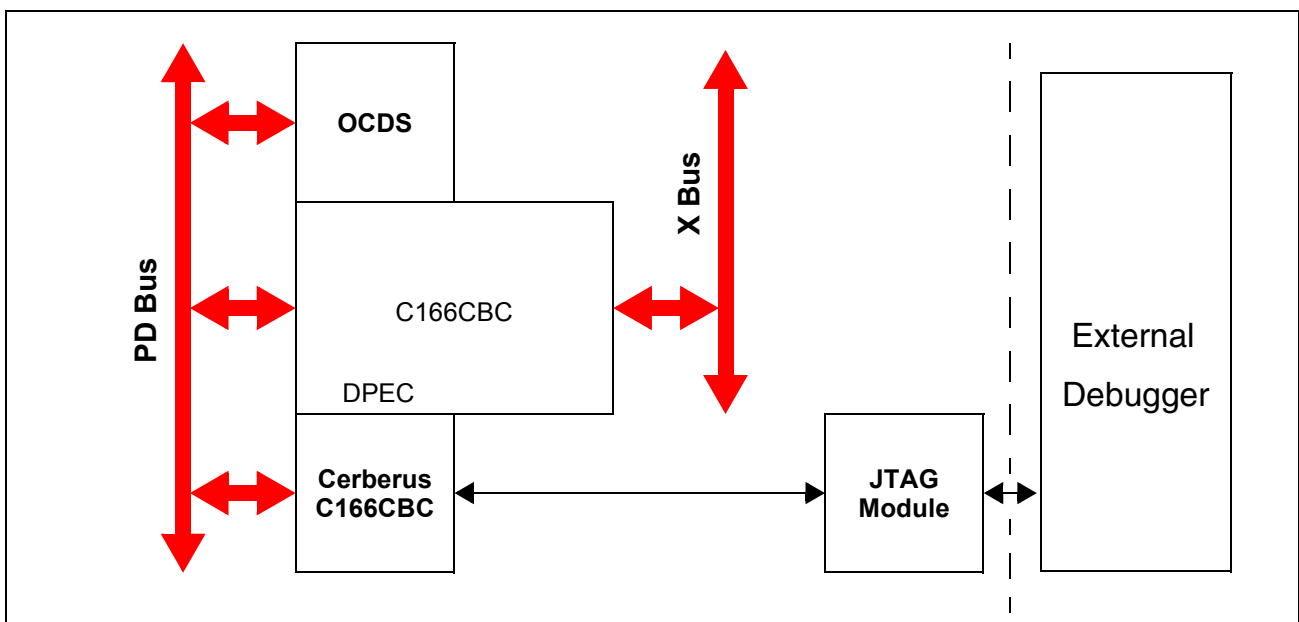 OCDS
X Bus
PD Bus
C166CBC
External
Debugger
DPEC
Cerberus
C166CBC
JTAG
Module